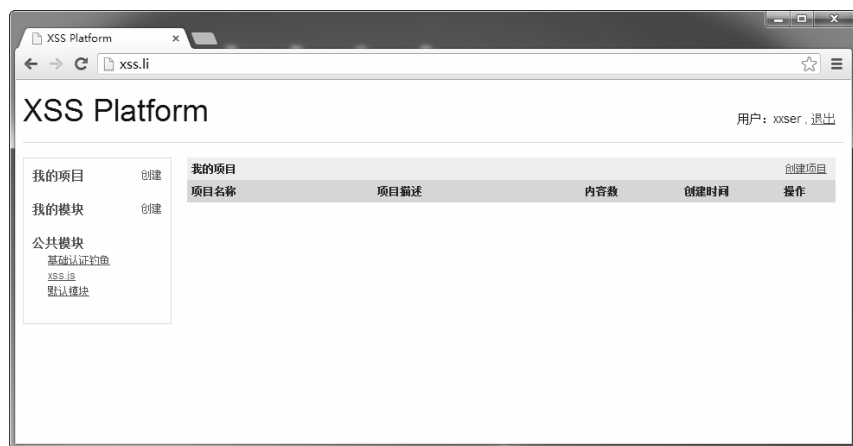 XSS Platform
xss.li
XSS Platform
用户：xxser , 退出
我的项目 创建
我的模块 创建
公共模块
基础认证钓鱼
xss.js
默认模块
我的项目 创建项目
项目名称 项目描述 内容数 创建时间 操作